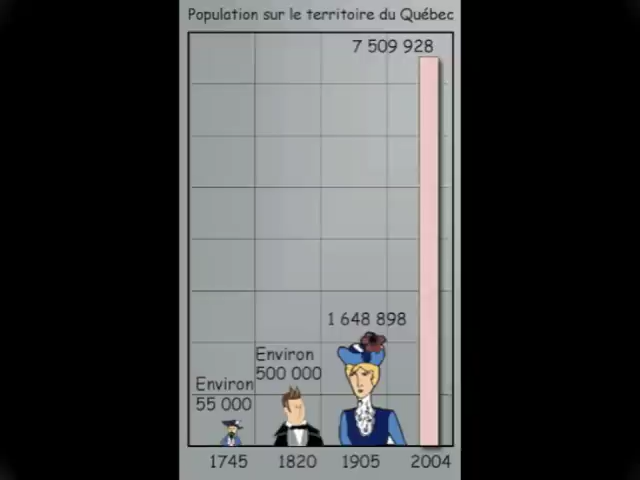 Population sur le territoire du Québec
7 509 928
1 648 898
Environ
500 000
Environ
55 000
1745 1820 1905 2004